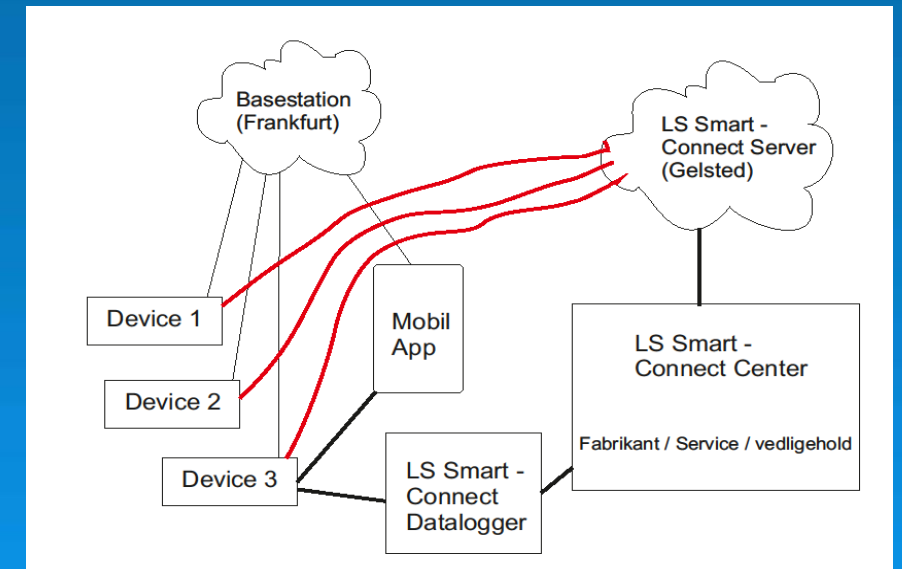 Basestation
(Frankfurt)
LS Smart -
Connect Server
(Gelsted)
Device 1
Mobil
App
LS Smart -
Connect Center
Device 2
Fabrikant / Service / vedligehold
Device 3
LS Smart -
Connect
Datalogger